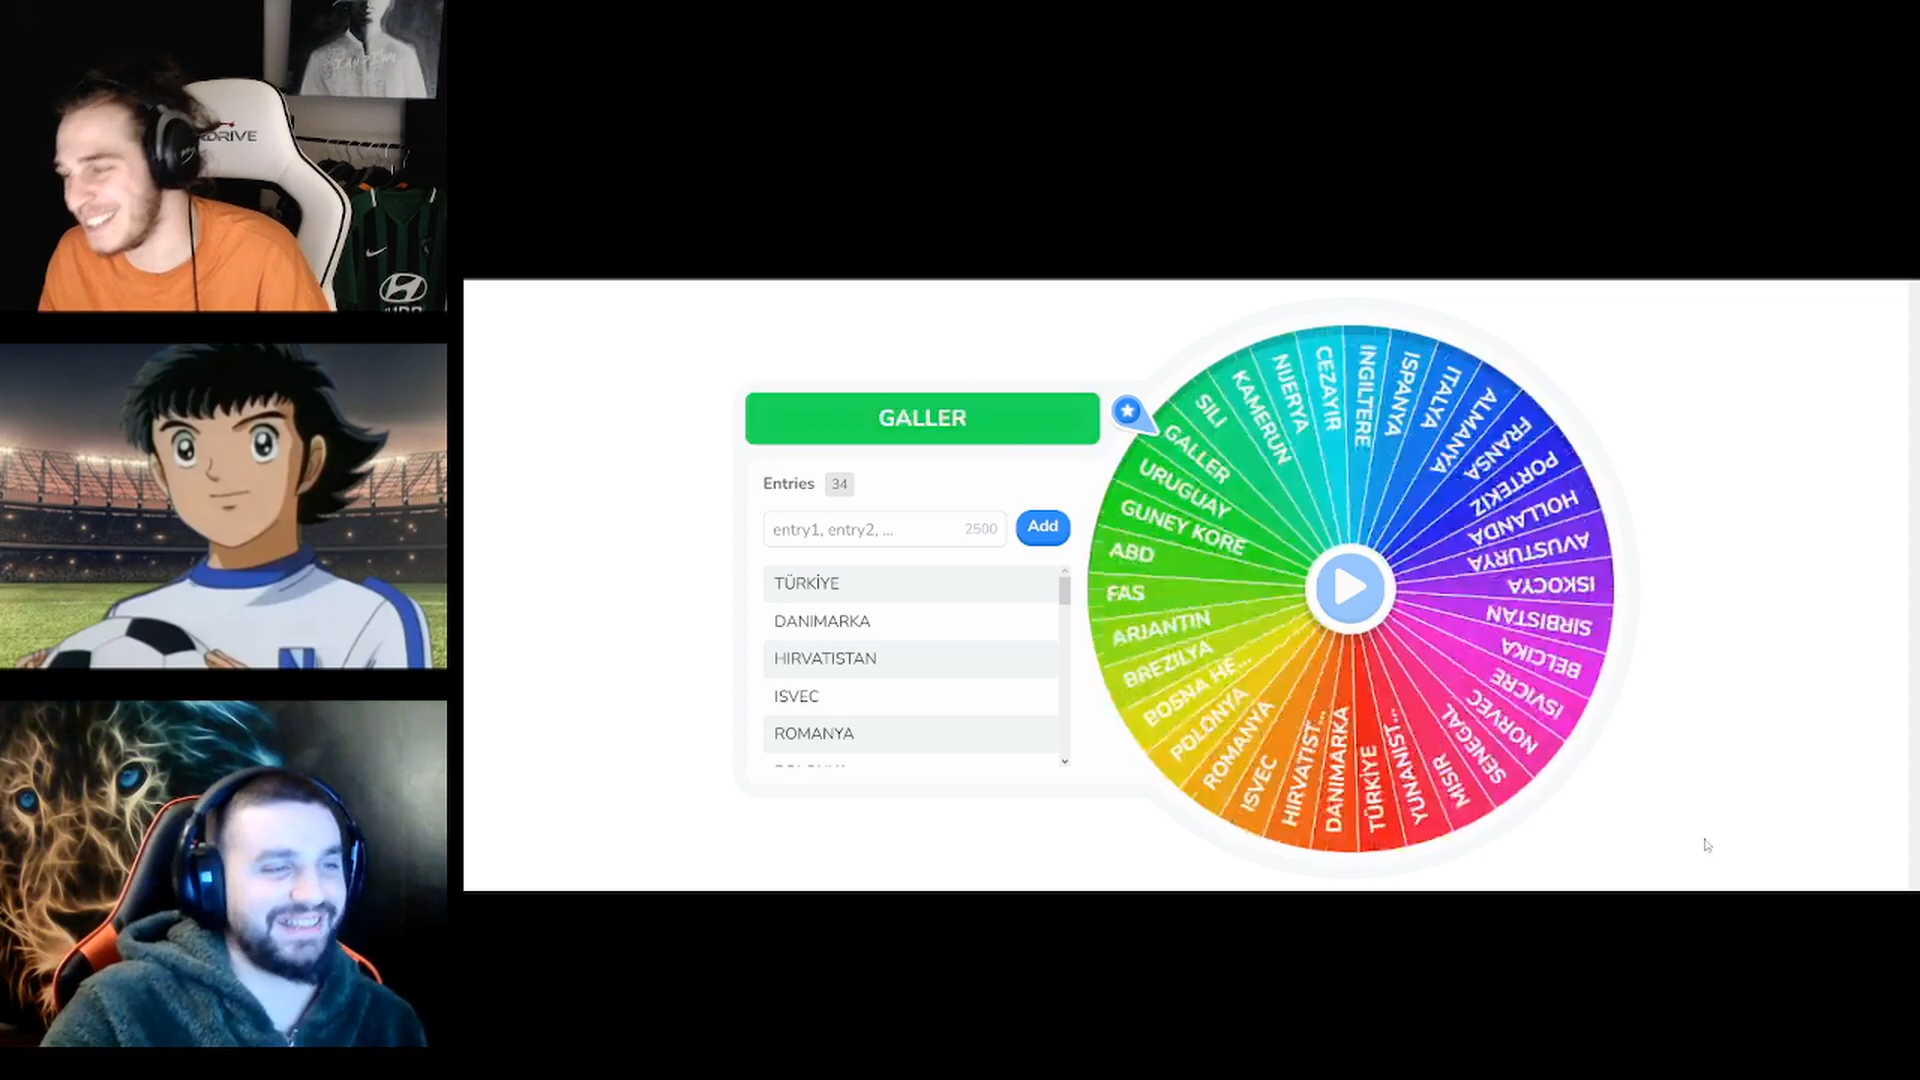 DRIVE
GALLER
Entries 34
entry1, entry2, ... 2500
Add
TÜRKİYE
DANIMARKA
HIRVATISTAN
ISVEC
ROMANYA
INGILTERE
ISPANYA
ITALYA
ALMANYA
FRANSA
PORTEKIZ
HOLLANDA
AVUSTURYA
ISKOCYA
SIRBISTAN
BELCIKA
ISVICRE
NORVEC
SENEGAL
MISIR
YUNANIST...
TÜRKİYE
DANIMARKA
HIRVATIST...
ISVEC
ROMANYA
POLONYA
BOSNA HE...
BREZILYA
ARJANTIN
FAS
ABD
GUNEY KORE
URUGUAY
GALLER
SILI
KAMERUN
NIJERYA
CEZAYIR